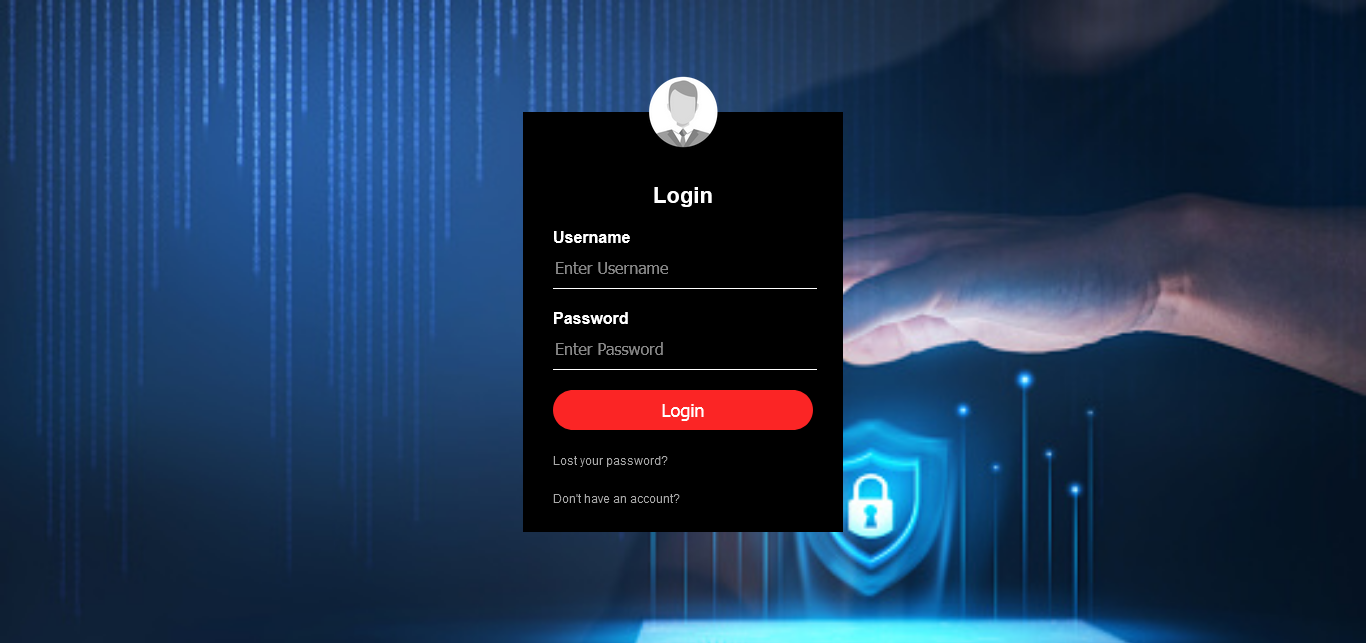 Login
Username
Enter Username
Password
Enter Password
Login
Lost your password?
Don't have an account?